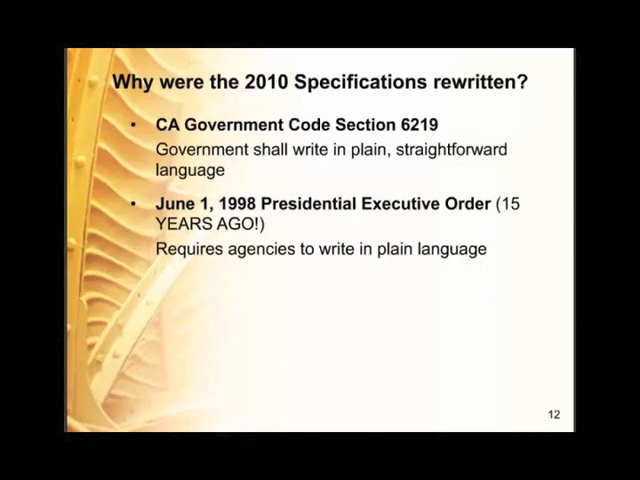 Why were the 2010 Specifications rewritten?
• CA Government Code Section 6219
Government shall write in plain, straightforward
language
• June 1, 1998 Presidential Executive Order (15
YEARS AGO!)
Requires agencies to write in plain language
12